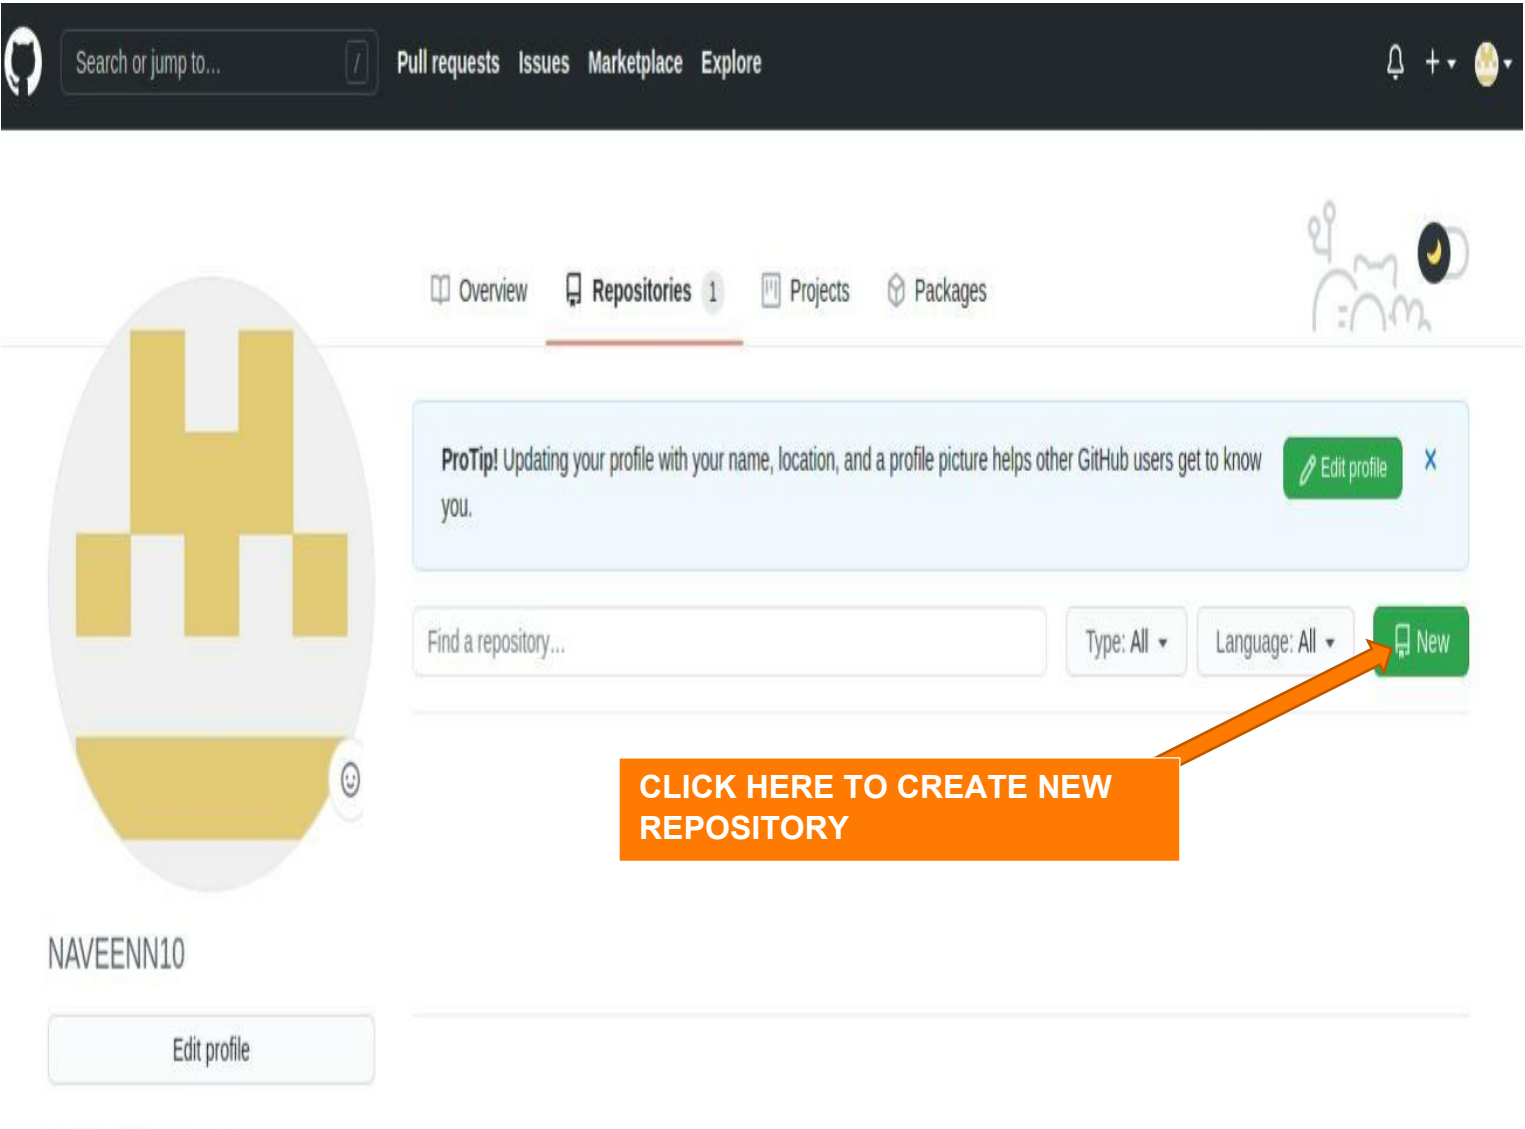 Search or jump to... /
Pull requests Issues Marketplace Explore
Overview Repositories 1 Projects Packages
ProTip! Updating your profile with your name, location, and a profile picture helps other GitHub users get to know
you.
Edit profile
Find a repository...
Type: All
Language: All
New
CLICK HERE TO CREATE NEW
REPOSITORY
NAVEENN10
Edit profile